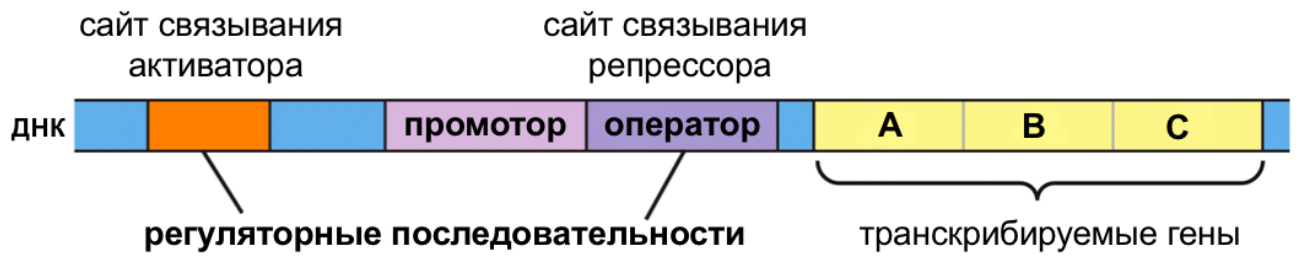 сайт связывания
активатора
сайт связывания
репрессора
днк
промотор
оператор
A
B
C
регуляторные последовательности
транскрибируемые гены